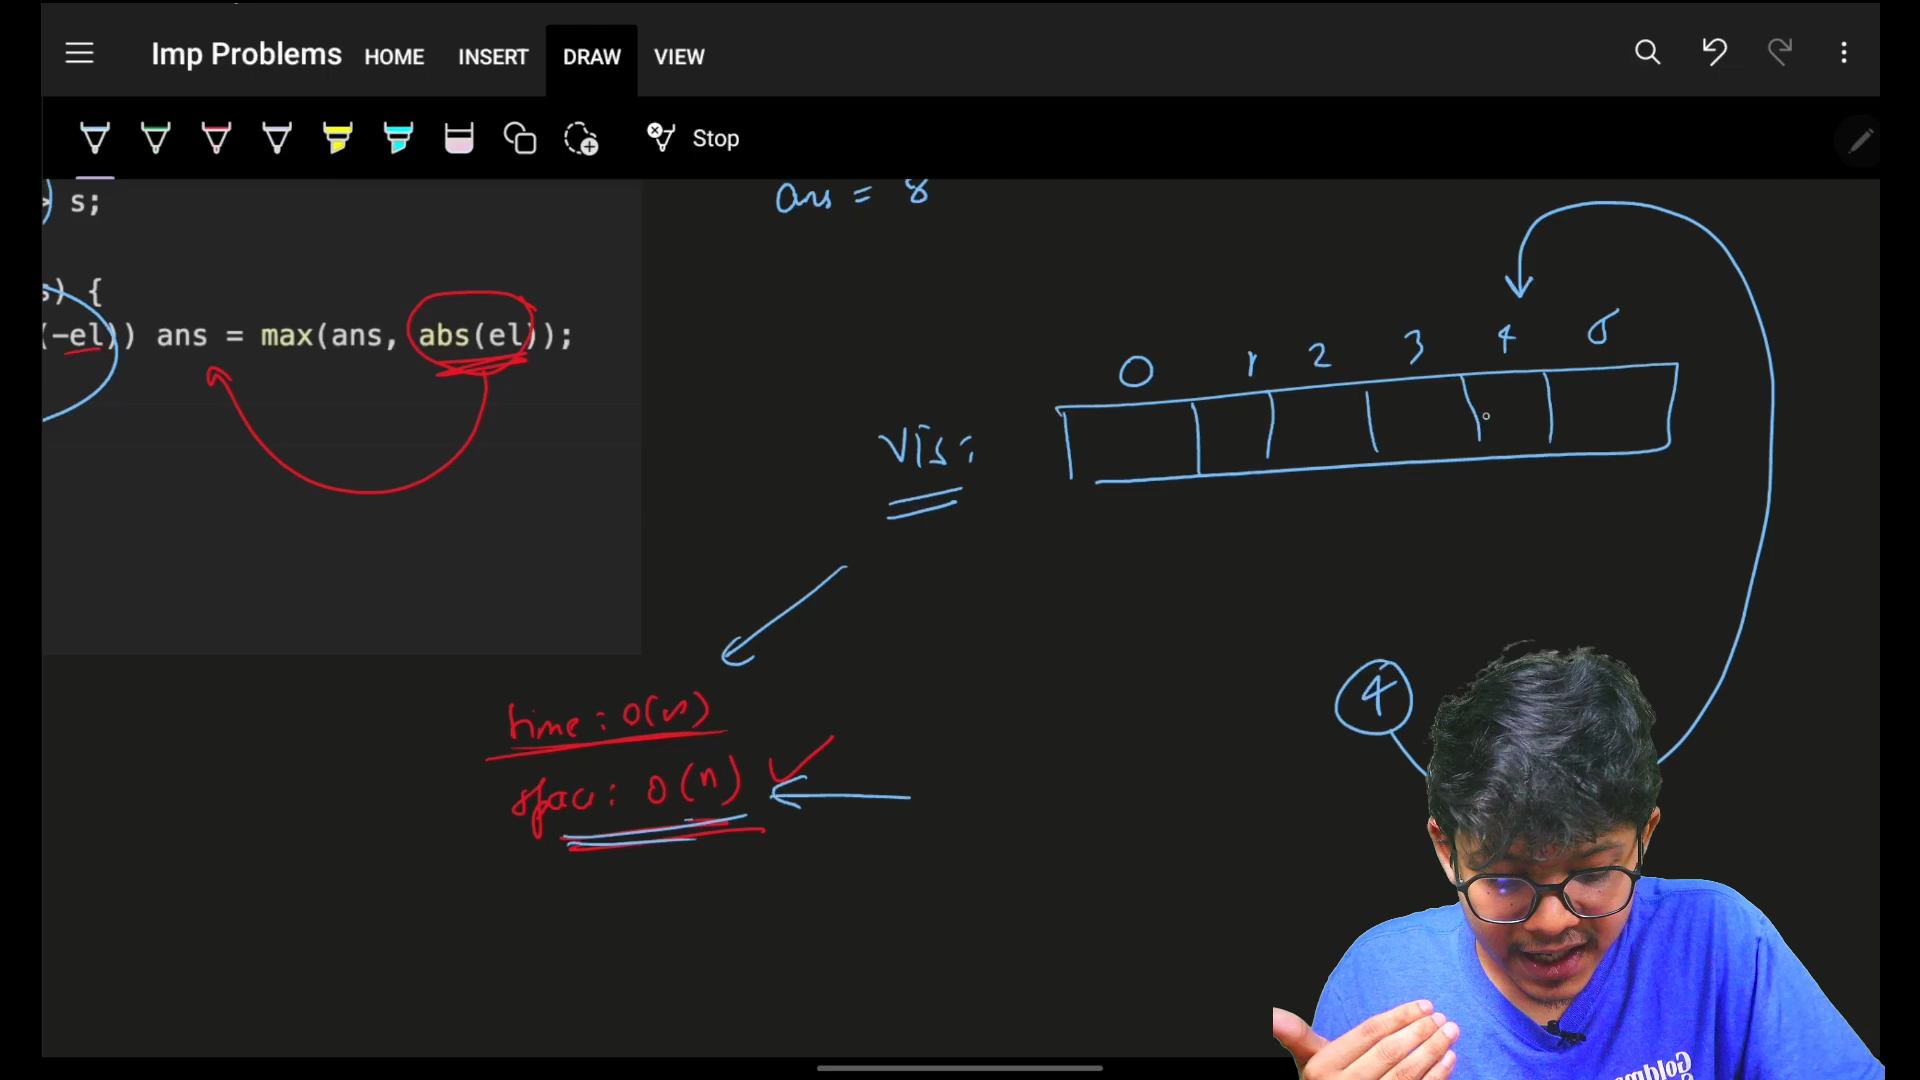 Imp Problems HOME INSERT DRAW VIEW
Stop
s;
s) {
(-el)) ans = max(ans, abs(el));
ans = 8
0 1 2 3 4 5
vis:
time: O(n)
space: O(n)
4